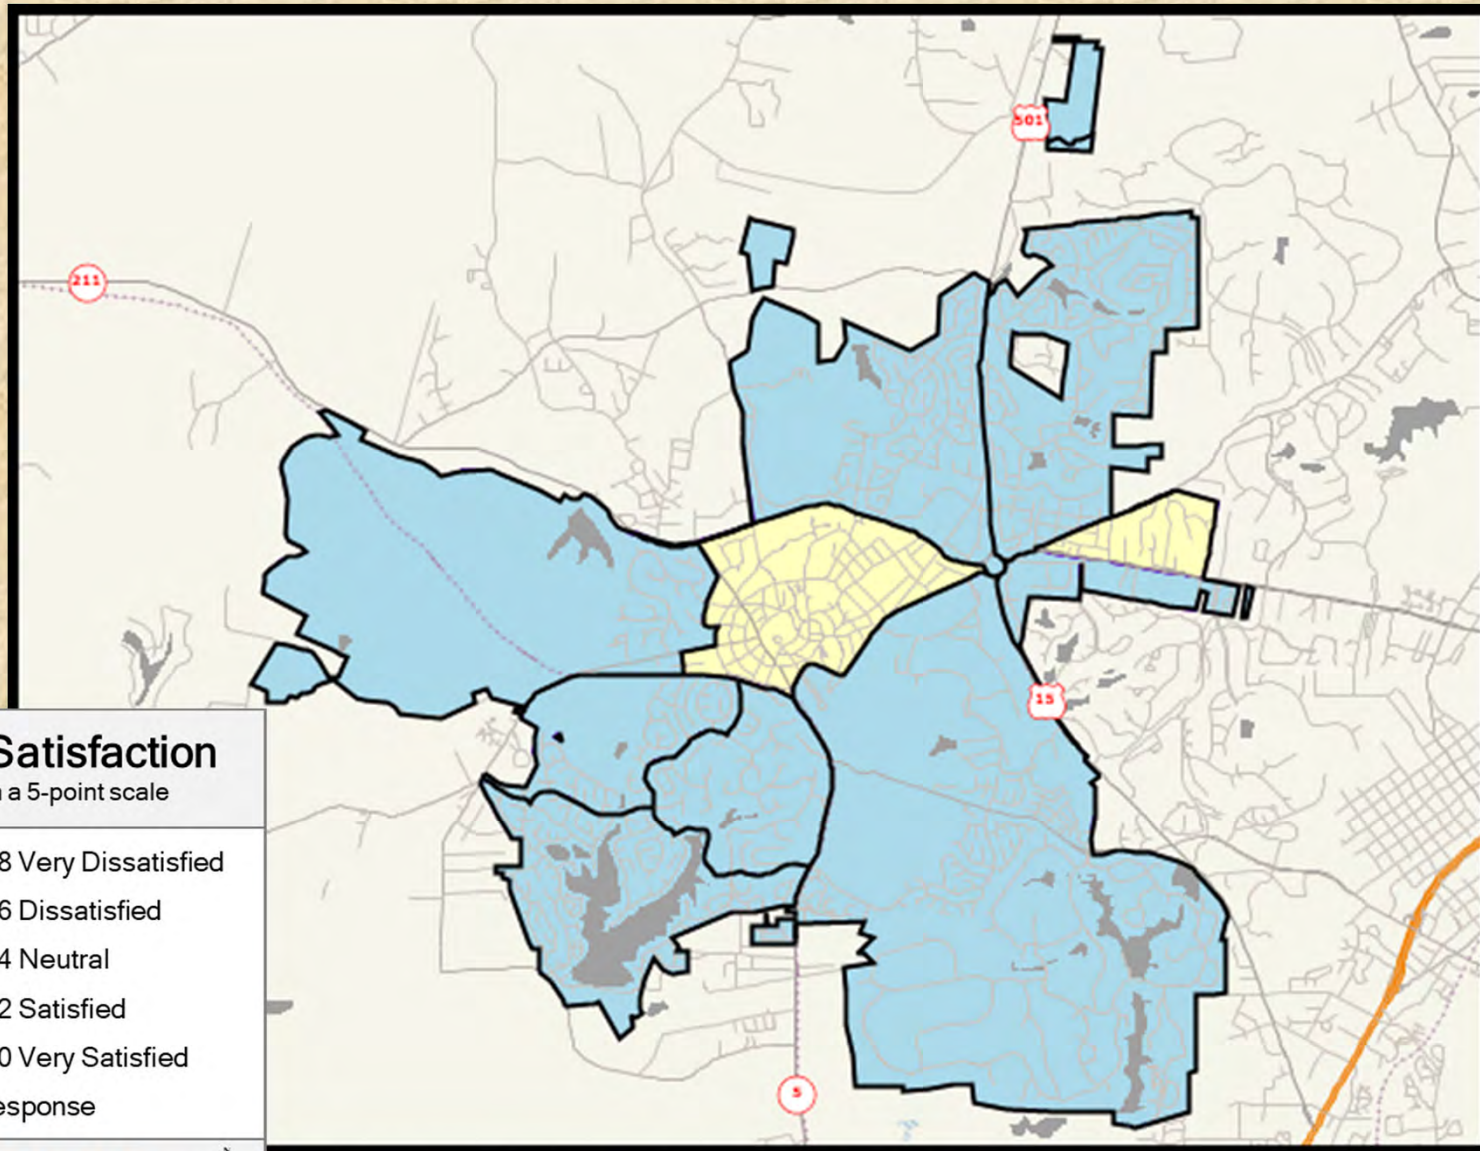 501
211
15
Satisfaction
a 5-point scale
8 Very Dissatisfied
6 Dissatisfied
4 Neutral
2 Satisfied
0 Very Satisfied
5